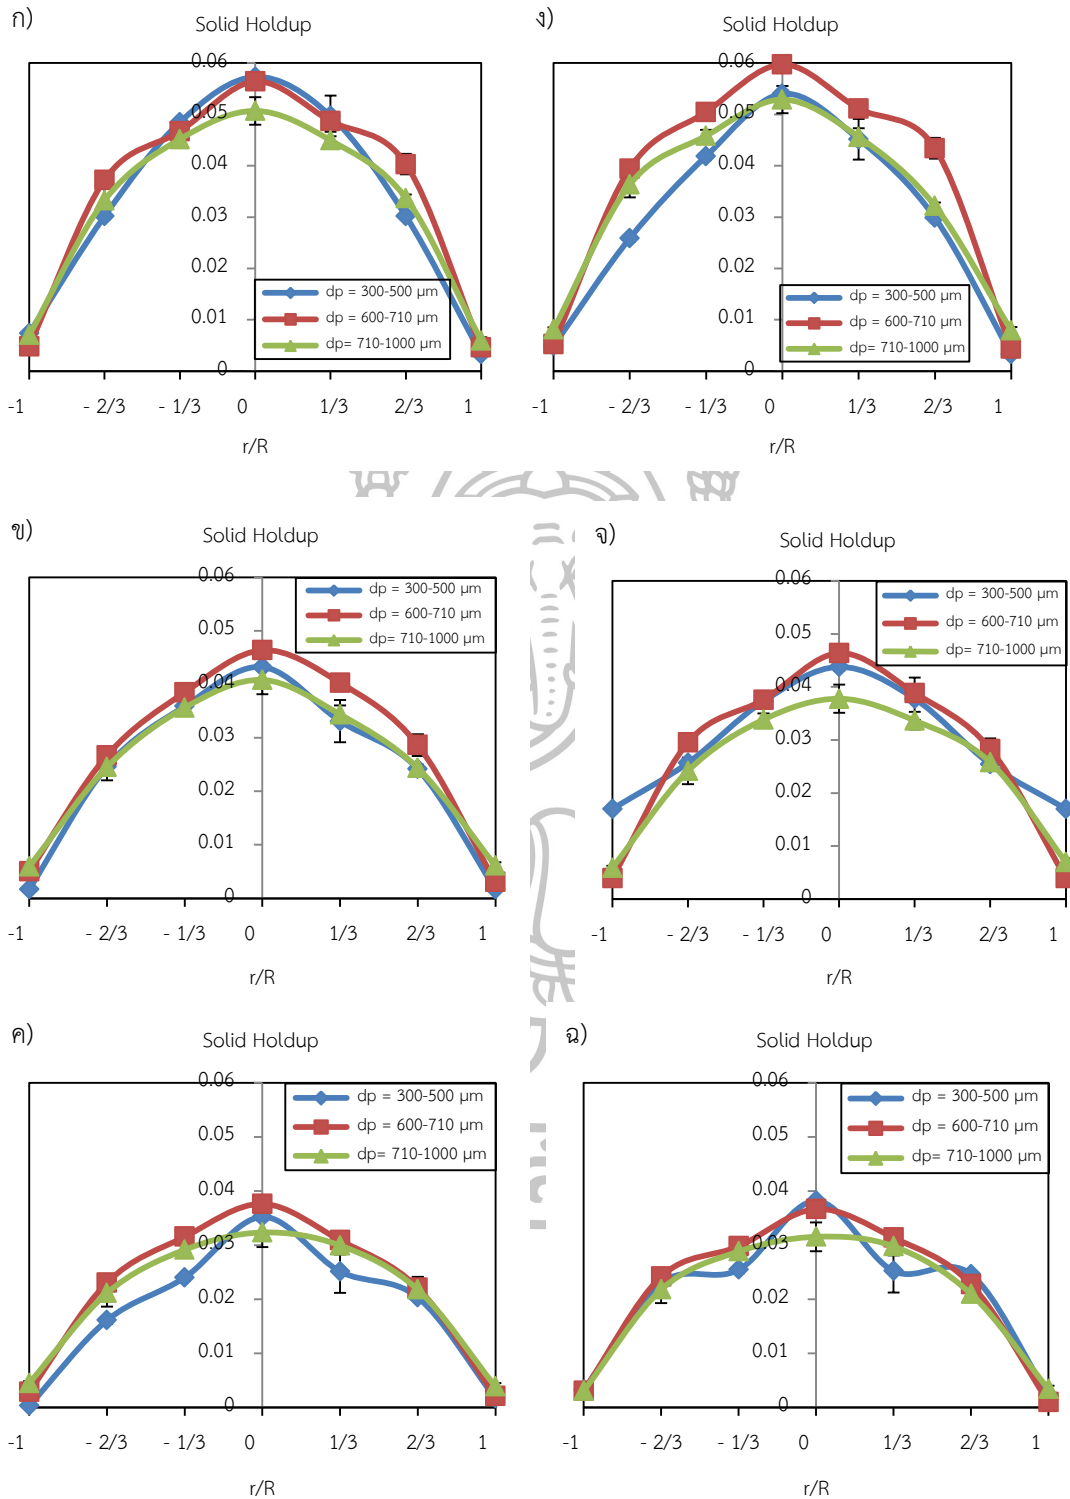 ก)
Solid Holdup
0.06
0.05
0.04
0.03
0.02
0.01
0
dp = 300-500 µm
dp = 600-710 µm
dp= 710-1000 µm
-1 - 2/3 - 1/3 0 1/3 2/3 1
r/R
ง)
Solid Holdup
0.06
0.05
0.04
0.03
0.02
0.01
0
dp = 300-500 µm
dp = 600-710 µm
dp= 710-1000 µm
-1 - 2/3 - 1/3 0 1/3 2/3 1
r/R
ข)
Solid Holdup
0.06
0.05
0.04
0.03
0.02
0.01
0
dp = 300-500 µm
dp = 600-710 µm
dp= 710-1000 µm
-1 - 2/3 - 1/3 0 1/3 2/3 1
r/R
จ)
Solid Holdup
0.06
0.05
0.04
0.03
0.02
0.01
0
dp = 300-500 µm
dp = 600-710 µm
dp= 710-1000 µm
-1 - 2/3 - 1/3 0 1/3 2/3 1
r/R
ค)
Solid Holdup
0.06
0.05
0.04
0.03
0.02
0.01
0
dp = 300-500 µm
dp = 600-710 µm
dp= 710-1000 µm
-1 - 2/3 - 1/3 0 1/3 2/3 1
r/R
ฉ)
Solid Holdup
0.06
0.05
0.04
0.03
0.02
0.01
0
dp = 300-500 µm
dp = 600-710 µm
dp= 710-1000 µm
-1 - 2/3 - 1/3 0 1/3 2/3 1
r/R